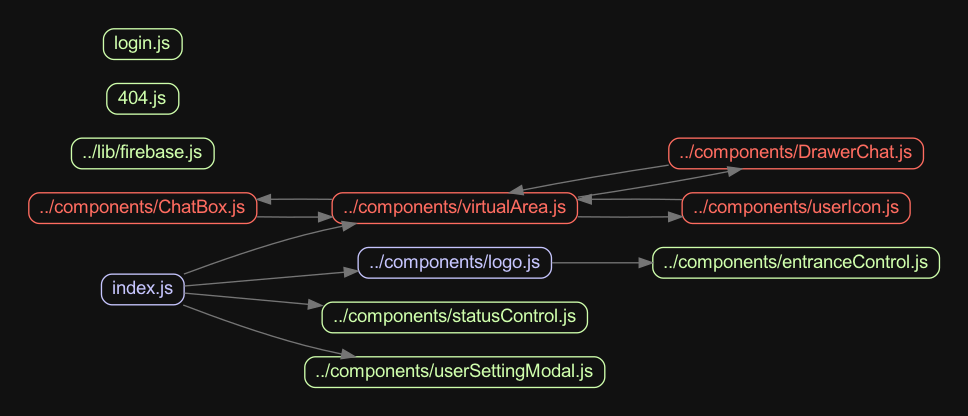 login.js
404.js
../lib/firebase.js
../components/DrawerChat.js
../components/ChatBox.js
../components/virtualArea.js
../components/userIcon.js
../components/logo.js
../components/entranceControl.js
index.js
../components/statusControl.js
../components/userSettingModal.js